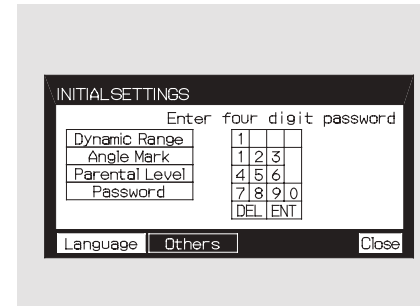 INITIALSETTINGS
Enter four digit password
Dynamic Range
Angle Mark
Parental Level
Password
1
1 2 3
4 5 6
7 8 9 0
DEL ENT
Language Others Close